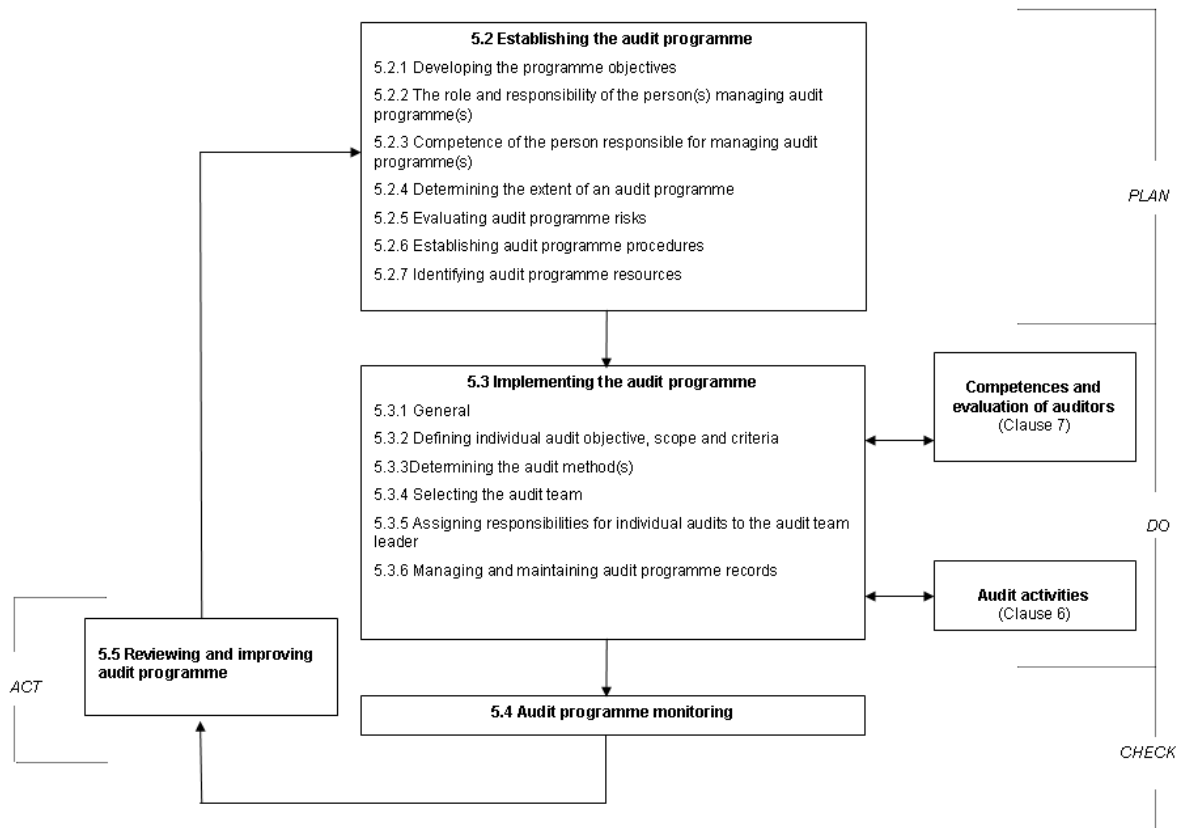 5.2 Establishing the audit programme
5.2.1 Developing the programme objectives
5.2.2 The role and responsibility of the person(s) managing audit
programme(s)
5.2.3 Competence of the person responsible for managing audit
programme(s)
5.2.4 Determining the extent of an audit programme
5.2.5 Evaluating audit programme risks
5.2.6 Establishing audit programme procedures
5.2.7 Identifying audit programme resources
PLAN
5.3 Implementing the audit programme
5.3.1 General
5.3.2 Defining individual audit objective, scope and criteria
5.3.3Determining the audit method(s)
5.3.4 Selecting the audit team
5.3.5 Assigning responsibilities for individual audits to the audit team
leader
5.3.6 Managing and maintaining audit programme records
Competences and
evaluation of auditors
(Clause 7)
DO
Audit activities
(Clause 6)
5.5 Reviewing and improving
audit programme
ACT
5.4 Audit programme monitoring
CHECK